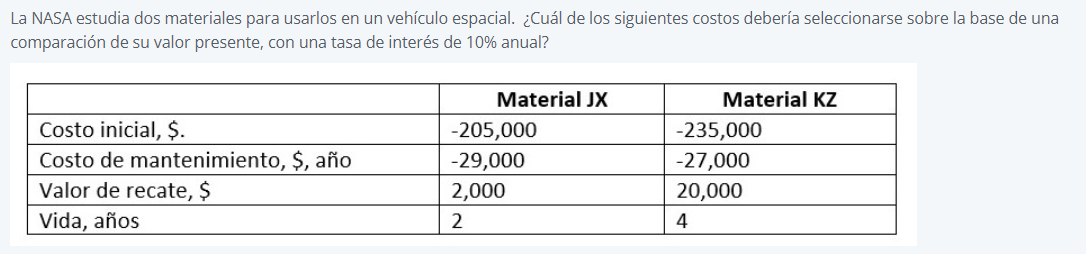 La NASA estudia dos materiales para usarlos en un vehículo espacial. ¿Cuál de los siguientes costos debería seleccionarse sobre la base de una
comparación de su valor presente, con una tasa de interés de 10% anual?
Material JX Material KZ
Costo inicial, $. -205,000 -235,000
Costo de mantenimiento, $, año -29,000 -27,000
Valor de recate, $ 2,000 20,000
Vida, años 2 4